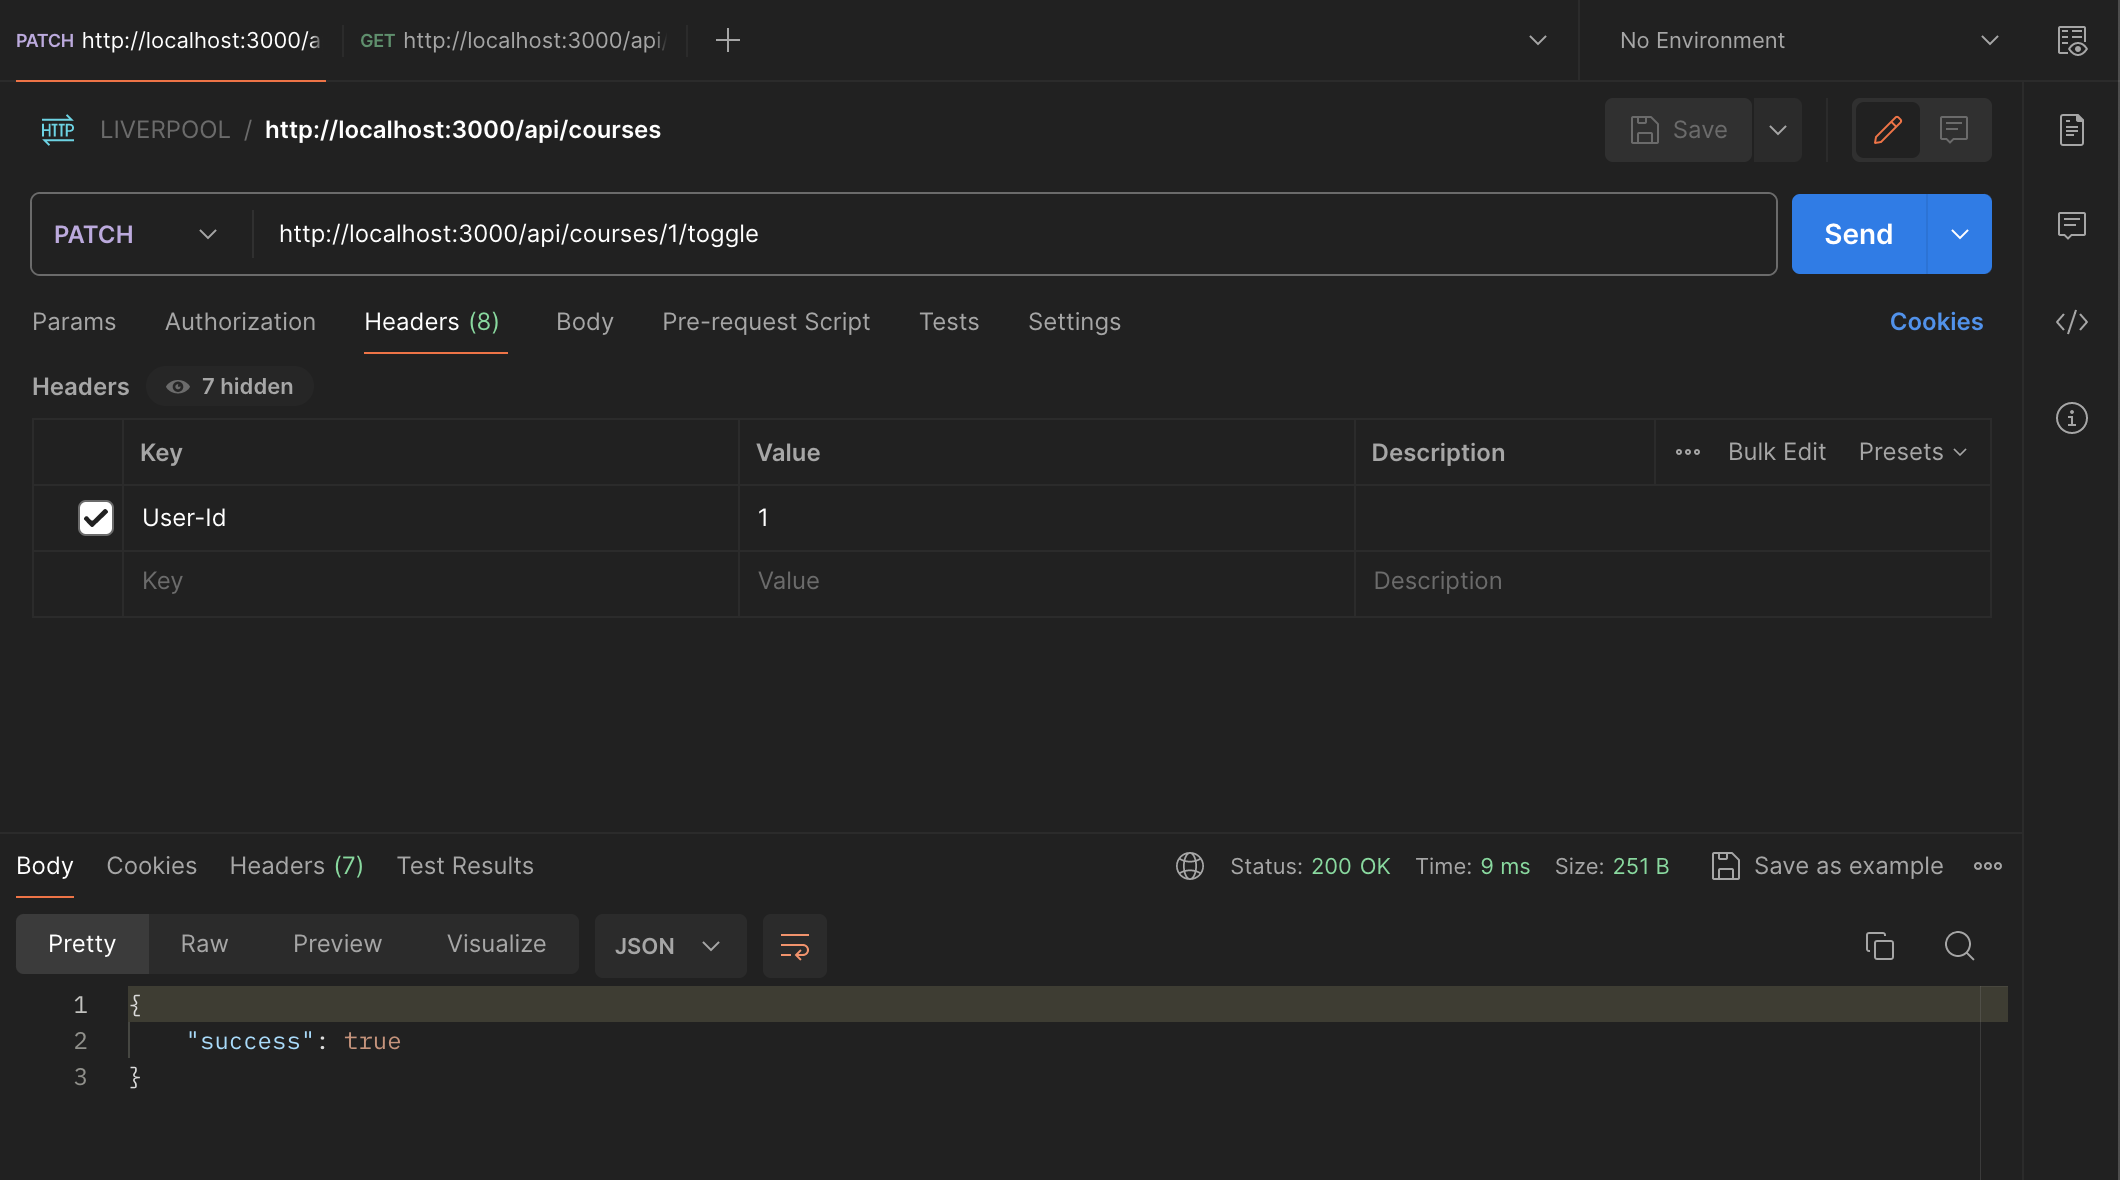 PATCH http://localhost:3000/a GET http://localhost:3000/api/ No Environment
HTTP LIVERPOOL / http://localhost:3000/api/courses Save
PATCH http://localhost:3000/api/courses/1/toggle Send
Params Authorization Headers (8) Body Pre-request Script Tests Settings Cookies
Headers 7 hidden
Key Value Description Bulk Edit Presets
User-Id 1
Key Value Description
Body Cookies Headers (7) Test Results Status: 200 OK Time: 9 ms Size: 251 B Save as example
Pretty Raw Preview Visualize JSON
1 {
2 "success": true
3 }